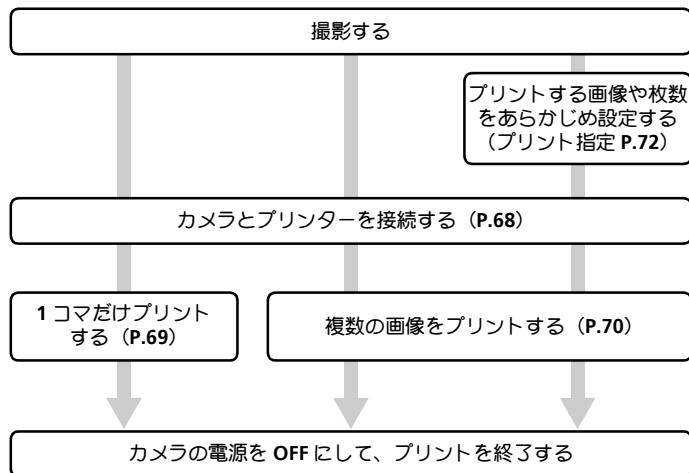 撮影する
プリントする画像や枚数
をあらかじめ設定する
（プリント指定 P.72）
カメラとプリンターを接続する（P.68）
1 コマだけプリント
する（P.69）
複数の画像をプリントする（P.70）
カメラの電源を OFF にして、プリントを終了する